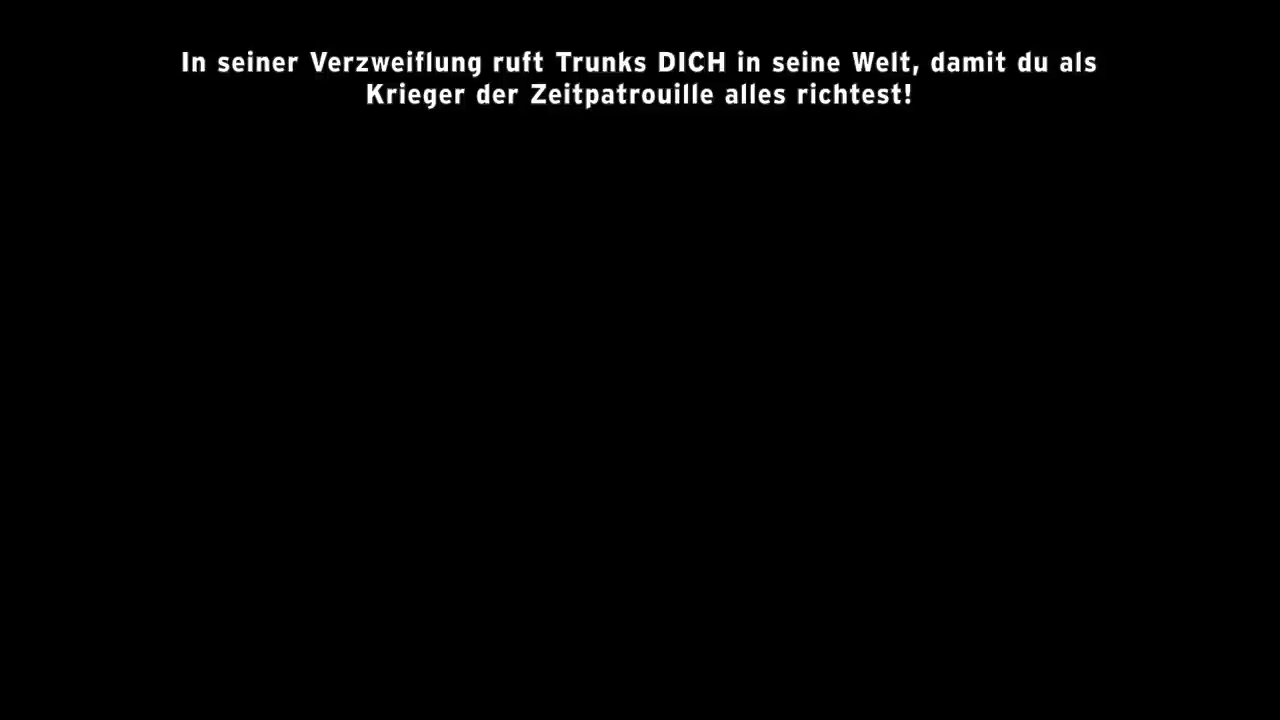 In seiner Verzweiflung ruft Trunks DICH in seine Welt, damit du als
Krieger der Zeitpatrouille alles richtest!